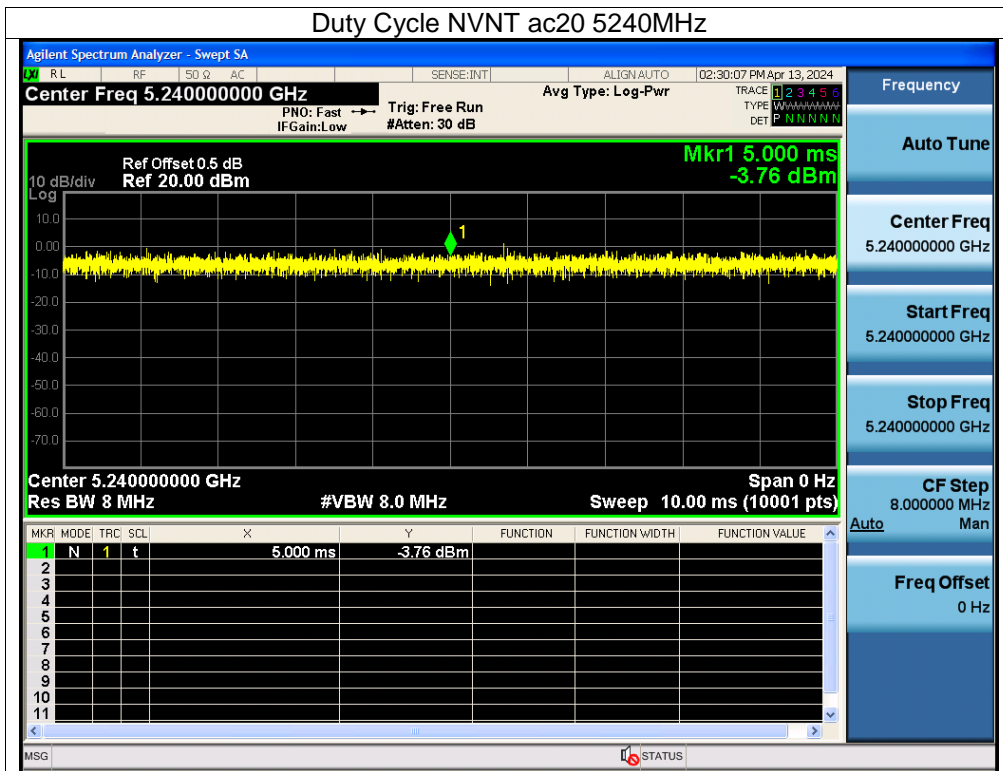 Duty Cycle NVNT ac20 5240MHz
Agilent Spectrum Analyzer - Swept SA
LXI RL RF 50 Ω AC SENSE:INT ALIGN AUTO 02:30:07 PM Apr 13, 2024
Center Freq 5.240000000 GHz
PNO: Fast
IFGain:Low
Trig: Free Run
#Atten: 30 dB
Avg Type: Log-Pwr
TRACE 1 2 3 4 5 6
TYPE WWWWWWW
DET P N N N N N
Ref Offset 0.5 dB
10 dB/div Ref 20.00 dBm
Log
Mkr1 5.000 ms
-3.76 dBm
10.0
0.00
-10.0
-20.0
-30.0
-40.0
-50.0
-60.0
-70.0
1
Center 5.240000000 GHz Span 0 Hz
Res BW 8 MHz #VBW 8.0 MHz Sweep 10.00 ms (10001 pts)
MKR MODE TRC SCL X Y FUNCTION FUNCTION WIDTH FUNCTION VALUE
1 N 1 t 5.000 ms -3.76 dBm
2
3
4
5
6
7
8
9
10
11
MSG STATUS
Frequency
Auto Tune
Center Freq
5.240000000 GHz
Start Freq
5.240000000 GHz
Stop Freq
5.240000000 GHz
CF Step
8.000000 MHz
Auto Man
Freq Offset
0 Hz